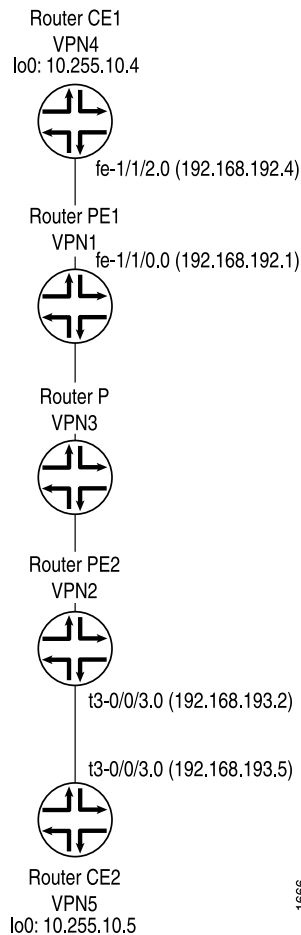 Router CE1
VPN4
lo0: 10.255.10.4
fe-1/1/2.0 (192.168.192.4)
Router PE1
VPN1
fe-1/1/0.0 (192.168.192.1)
Router P
VPN3
Router PE2
VPN2
t3-0/0/3.0 (192.168.193.2)
t3-0/0/3.0 (192.168.193.5)
Router CE2
VPN5
lo0: 10.255.10.5
1666